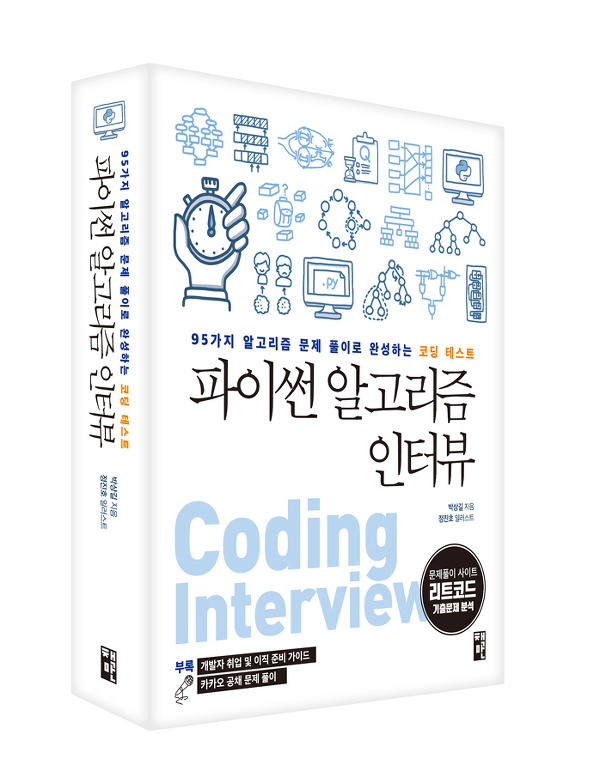 95가지 알고리즘 문제 풀이로 완성하는 코딩 테스트
파이썬 알고리즘 인터뷰
박상길 지음
정진호 일러스트
책만
Q
.PY
95가지 알고리즘 문제 풀이로 완성하는 코딩 테스트
파이썬 알고리즘
인터뷰
박상길 지음
정진호 일러스트
Coding
Interview
문제풀이 사이트
리트코드
기출문제 분석
부록
개발자 취업 및 이직 준비 가이드
카카오 공채 문제 풀이
책만